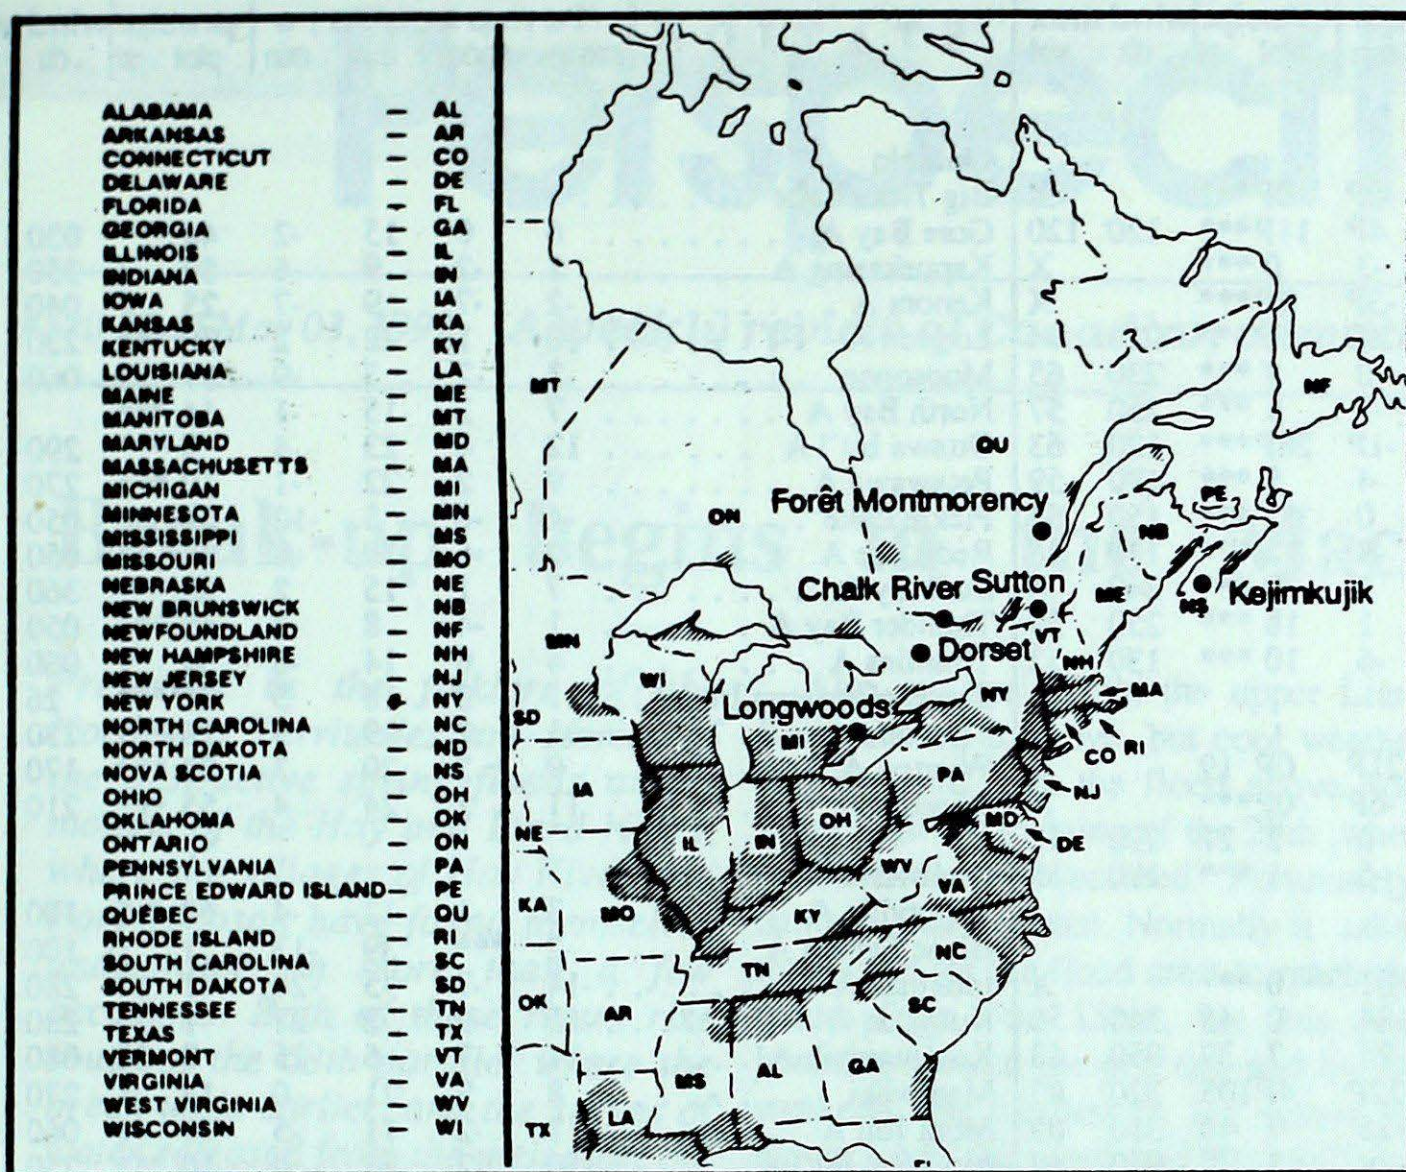 ALABAMA – AL
ARKANSAS – AR
CONNECTICUT – CO
DELAWARE – DE
FLORIDA – FL
GEORGIA – GA
ILLINOIS – IL
INDIANA – IN
IOWA – IA
KANSAS – KA
KENTUCKY – KY
LOUISIANA – LA
MAINE – ME
MANITOBA – MT
MARYLAND – MD
MASSACHUSETTS – MA
MICHIGAN – MI
MINNESOTA – MN
MISSISSIPPI – MS
MISSOURI – MO
NEBRASKA – NE
NEW BRUNSWICK – NB
NEWFOUNDLAND – NF
NEW HAMPSHIRE – NH
NEW JERSEY – NJ
NEW YORK – NY
NORTH CAROLINA – NC
NORTH DAKOTA – ND
NOVA SCOTIA – NS
OHIO – OH
OKLAHOMA – OK
ONTARIO – ON
PENNSYLVANIA – PA
PRINCE EDWARD ISLAND – PE
QUÉBEC – QU
RHODE ISLAND – RI
SOUTH CAROLINA – SC
SOUTH DAKOTA – SD
TENNESSEE – TN
TEXAS – TX
VERMONT – VT
VIRGINIA – VA
WEST VIRGINIA – WV
WISCONSIN – WI
MT
NF
QU
Forêt Montmorency
PE
ON
NB
Chalk River
Sutton
ME
NS
Kejimkujik
MN
VT
Dorset
NH
WI
NY
MA
Longwoods
SD
MI
CO
RI
IA
PA
NJ
NE
IL
IN
OH
MD
DE
WV
VA
KA
MO
KY
NC
TN
OK
AR
SC
MS
AL
GA
LA
TX